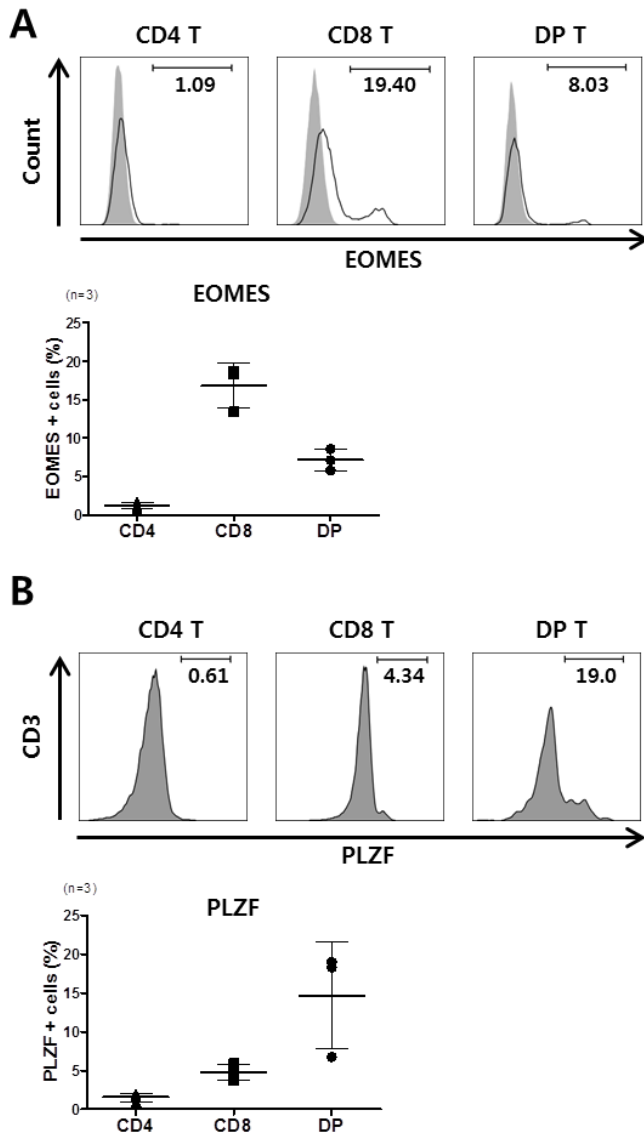 A
CD4 T CD8 T DP T
1.09 19.40 8.03
Count
EOMES
(n=3) EOMES
EOMES + cells (%)
25
20
15
10
5
0
CD4 CD8 DP
B
CD4 T CD8 T DP T
0.61 4.34 19.0
CD3
PLZF
(n=3)
PLZF
PLZF + cells (%)
25
20
15
10
5
0
CD4 CD8 DP